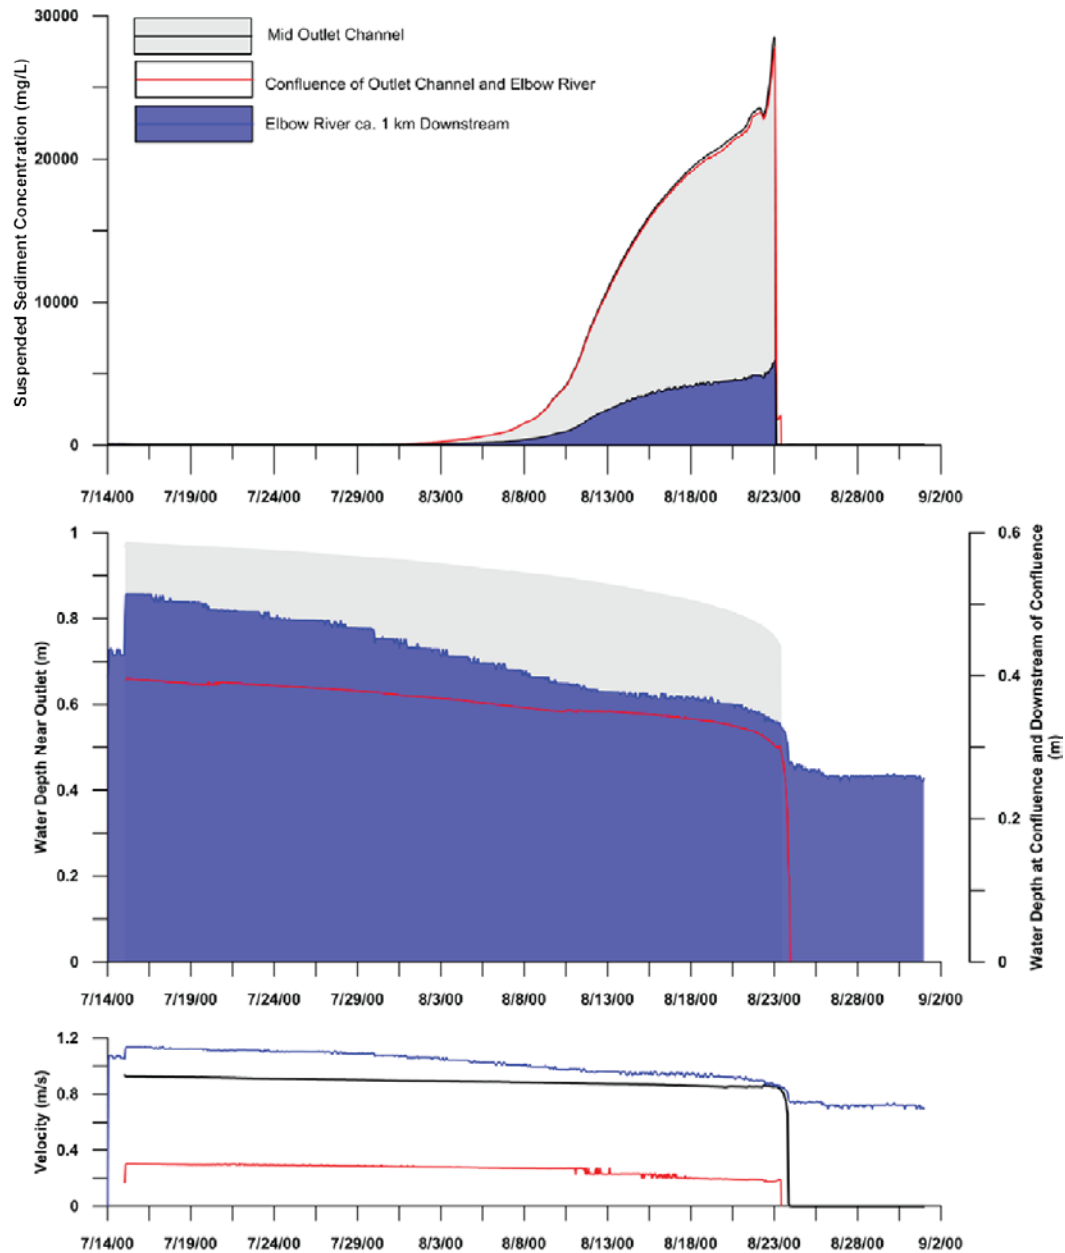 30000
20000
10000
0
Suspended Sediment Concentration (mg/L)
Mid Outlet Channel
Confluence of Outlet Channel and Elbow River
Elbow River ca. 1 km Downstream
7/14/00 7/19/00 7/24/00 7/29/00 8/3/00 8/8/00 8/13/00 8/18/00 8/23/00 8/28/00 9/2/00
1
0.8
0.6
0.4
0.2
0
Water Depth Near Outlet (m)
0.6
0.4
0.2
0
Water Depth at Confluence and Downstream of Confluence
(m)
7/14/00 7/19/00 7/24/00 7/29/00 8/3/00 8/8/00 8/13/00 8/18/00 8/23/00 8/28/00 9/2/00
1.2
0.8
0.4
0
Velocity (m/s)
7/14/00 7/19/00 7/24/00 7/29/00 8/3/00 8/8/00 8/13/00 8/18/00 8/23/00 8/28/00 9/2/00